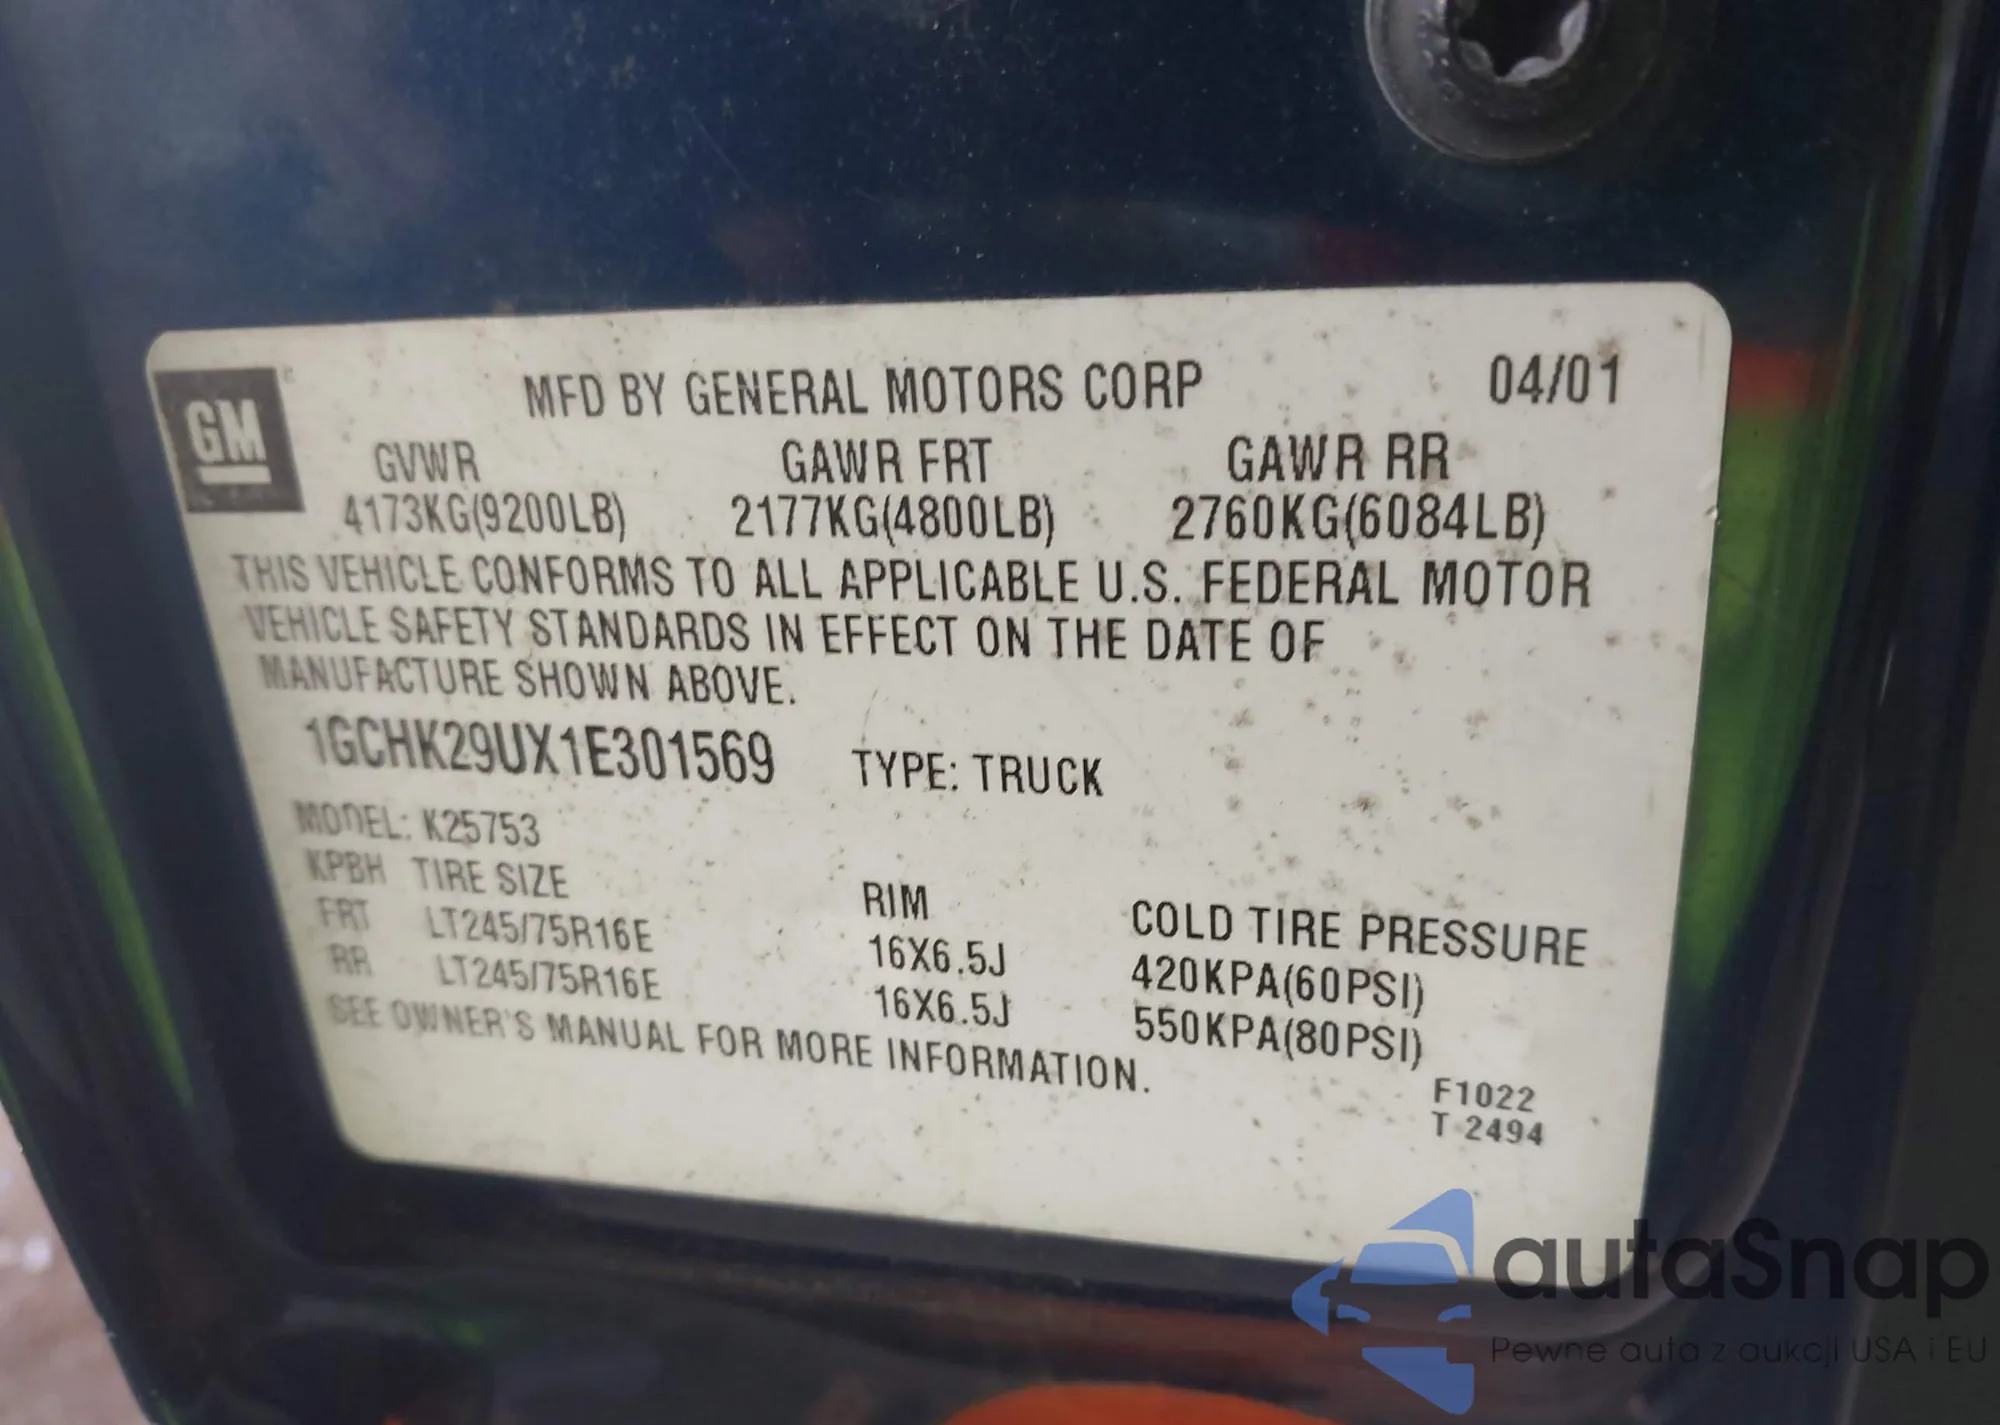 GM
MFD BY GENERAL MOTORS CORP 04/01
GVWR GAWR FRT GAWR RR
4173KG(9200LB) 2177KG(4800LB) 2760KG(6084LB)
THIS VEHICLE CONFORMS TO ALL APPLICABLE U.S. FEDERAL MOTOR
VEHICLE SAFETY STANDARDS IN EFFECT ON THE DATE OF
MANUFACTURE SHOWN ABOVE.
1GCHK29UX1E301569 TYPE: TRUCK
MODEL: K25753
KPBH TIRE SIZE RIM COLD TIRE PRESSURE
FRT LT245/75R16E 16X6.5J 420KPA(60PSI)
RR LT245/75R16E 16X6.5J 550KPA(80PSI)
SEE OWNER'S MANUAL FOR MORE INFORMATION.
F1022
T 2494
autaSnap
Pewne auta z aukcji USA i EU